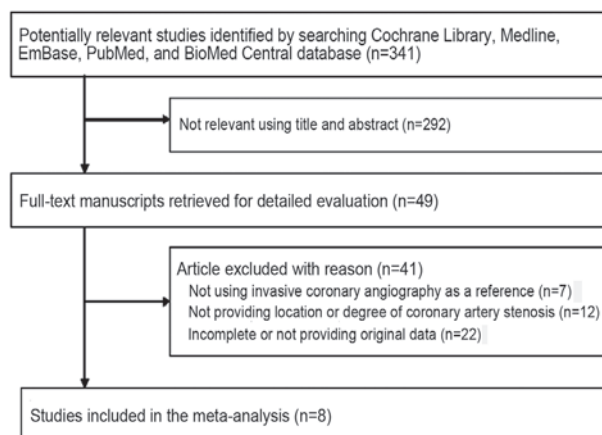 Potentially relevant studies identified by searching Cochrane Library, Medline,
EmBase, PubMed, and BioMed Central database (n=341)
Not relevant using title and abstract (n=292)
Full-text manuscripts retrieved for detailed evaluation (n=49)
Article excluded with reason (n=41)
Not using invasive coronary angiography as a reference (n=7)
Not providing location or degree of coronary artery stenosis (n=12)
Incomplete or not providing original data (n=22)
Studies included in the meta-analysis (n=8)